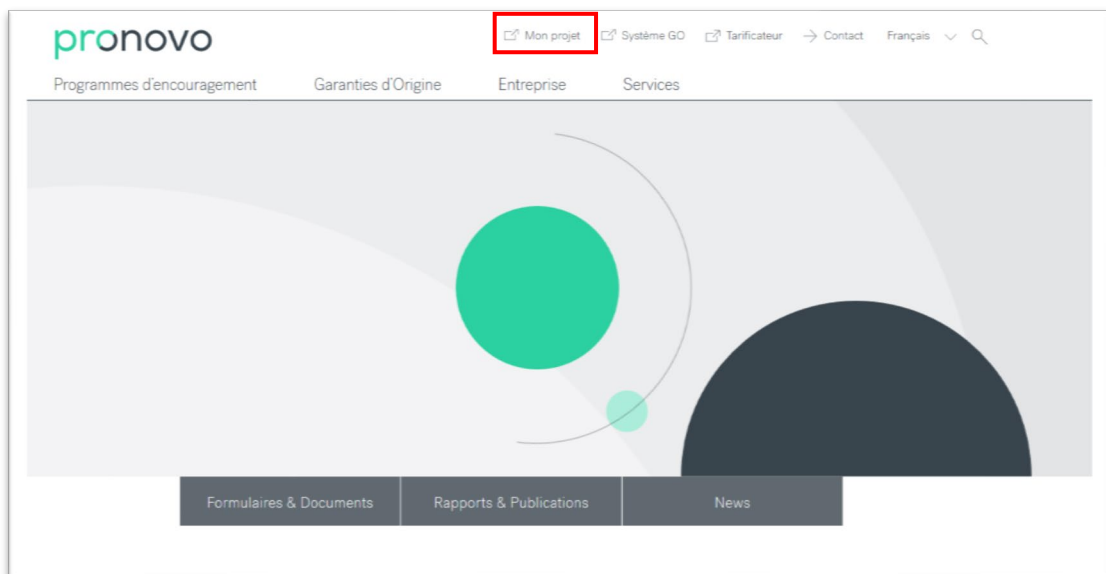 pronovo
Mon projet Système GO Tarificateur Contact Français
Programmes d'encouragement Garanties d'Origine Entreprise Services
Formulaires & Documents Rapports & Publications News